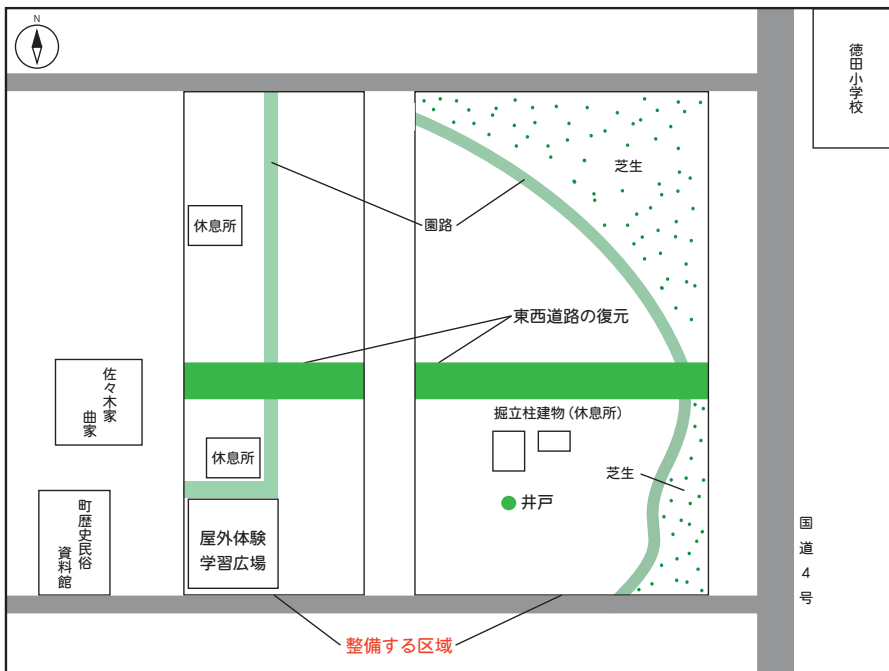 N
徳田小学校
芝生
休息所
園路
東西道路の復元
佐々木家
曲家
掘立柱建物（休息所）
休息所
芝生
井戸
町歴史民俗
資料館
屋外体験
学習広場
国道４号
整備する区域